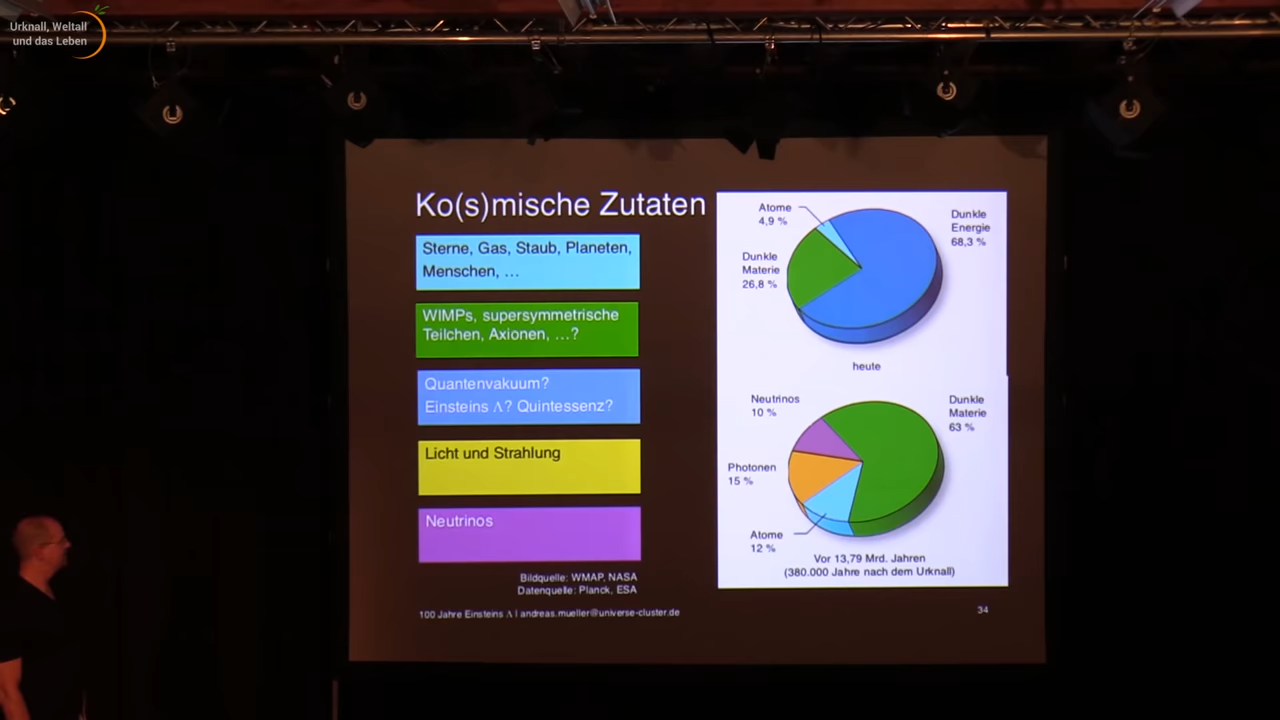 Urknall, Weltall
und das Leben
Ko(s)mische Zutaten
Sterne, Gas, Staub, Planeten,
Menschen, ...
WIMPs, supersymmetrische
Teilchen, Axionen, ...?
Quantenvakuum?
Einsteins Λ? Quintessenz?
Licht und Strahlung
Neutrinos
Bildquelle: WMAP, NASA
Datenquelle: Planck, ESA
Atome
4,9 %
Dunkle
Energie
68,3 %
Dunkle
Materie
26,8 %
heute
Neutrinos
10 %
Dunkle
Materie
63 %
Photonen
15 %
Atome
12 %
Vor 13,79 Mrd. Jahren
(380.000 Jahre nach dem Urknall)
100 Jahre Einsteins Λ | andreas.mueller@universe-cluster.de
34